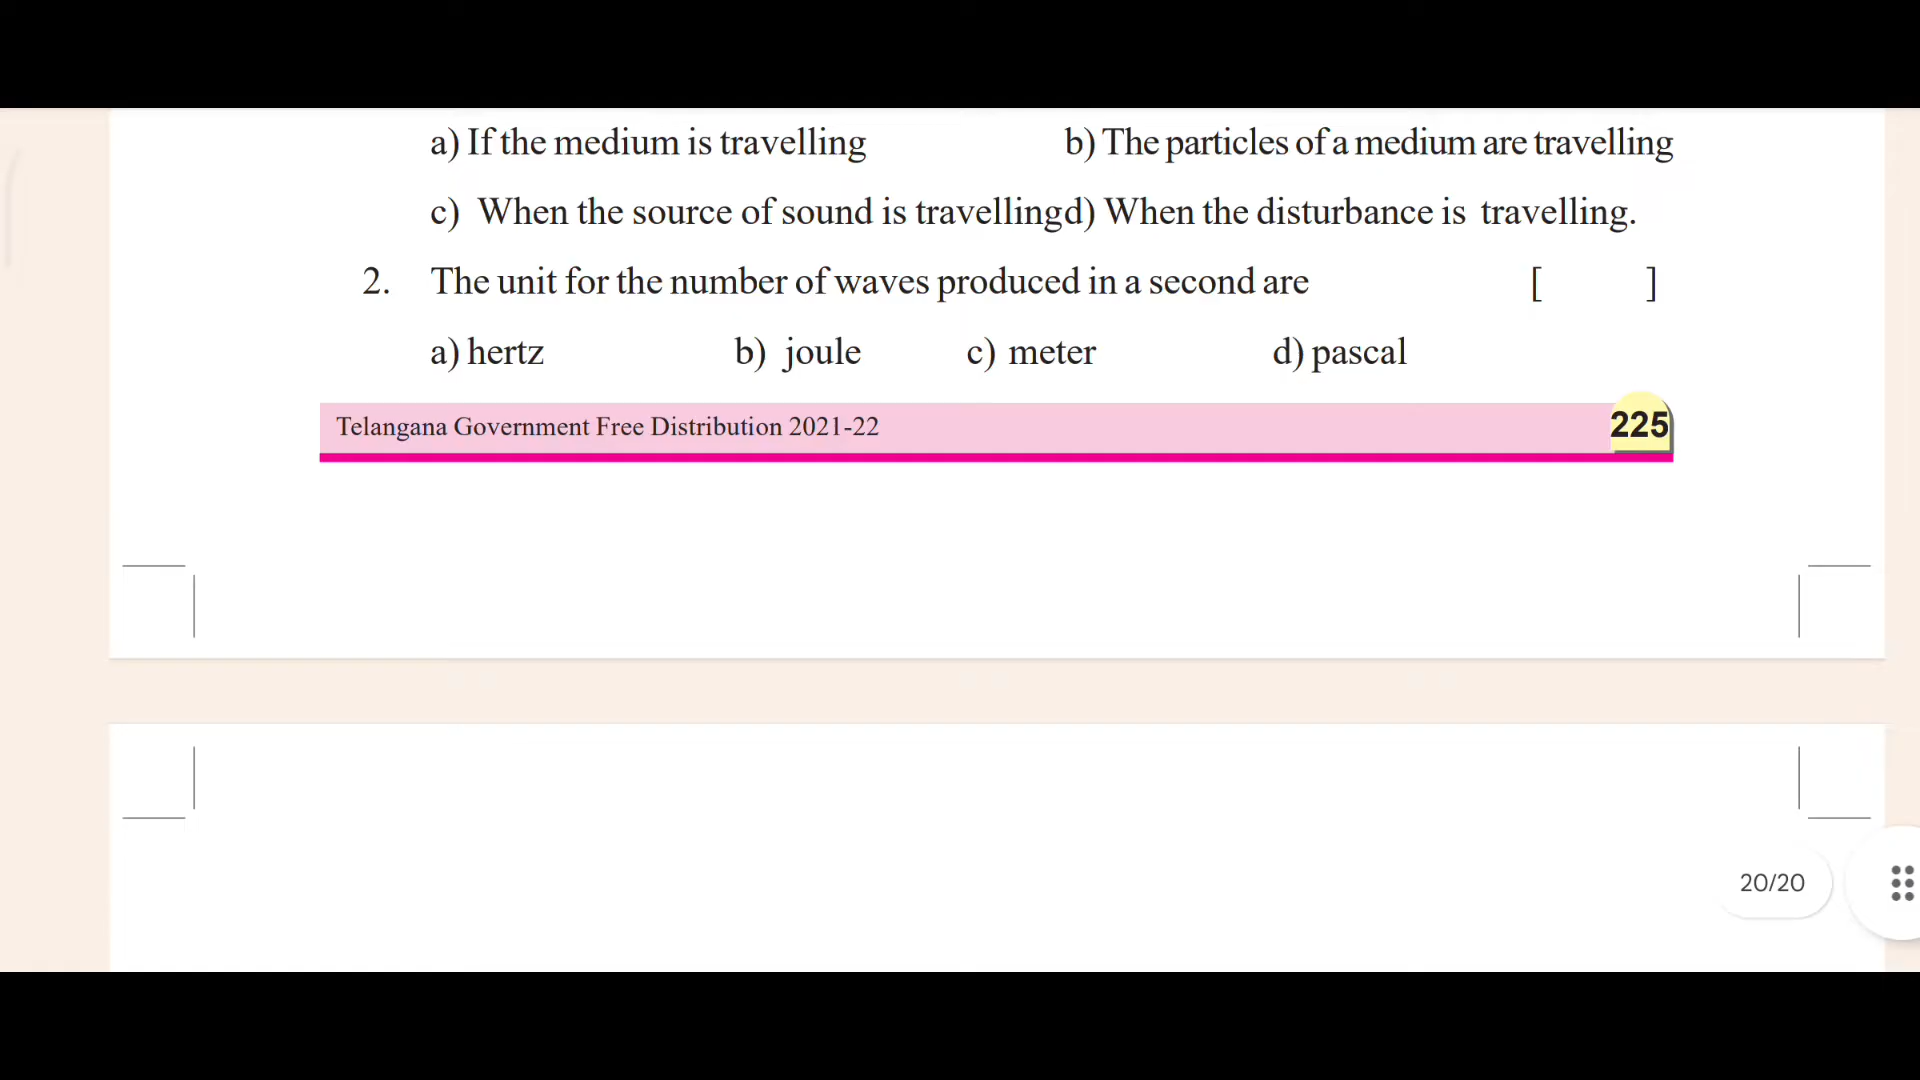 a) If the medium is travelling b) The particles of a medium are travelling
c) When the source of sound is travellingd) When the disturbance is travelling.
2. The unit for the number of waves produced in a second are [ ]
a) hertz b) joule c) meter d) pascal
Telangana Government Free Distribution 2021-22 225
20/20